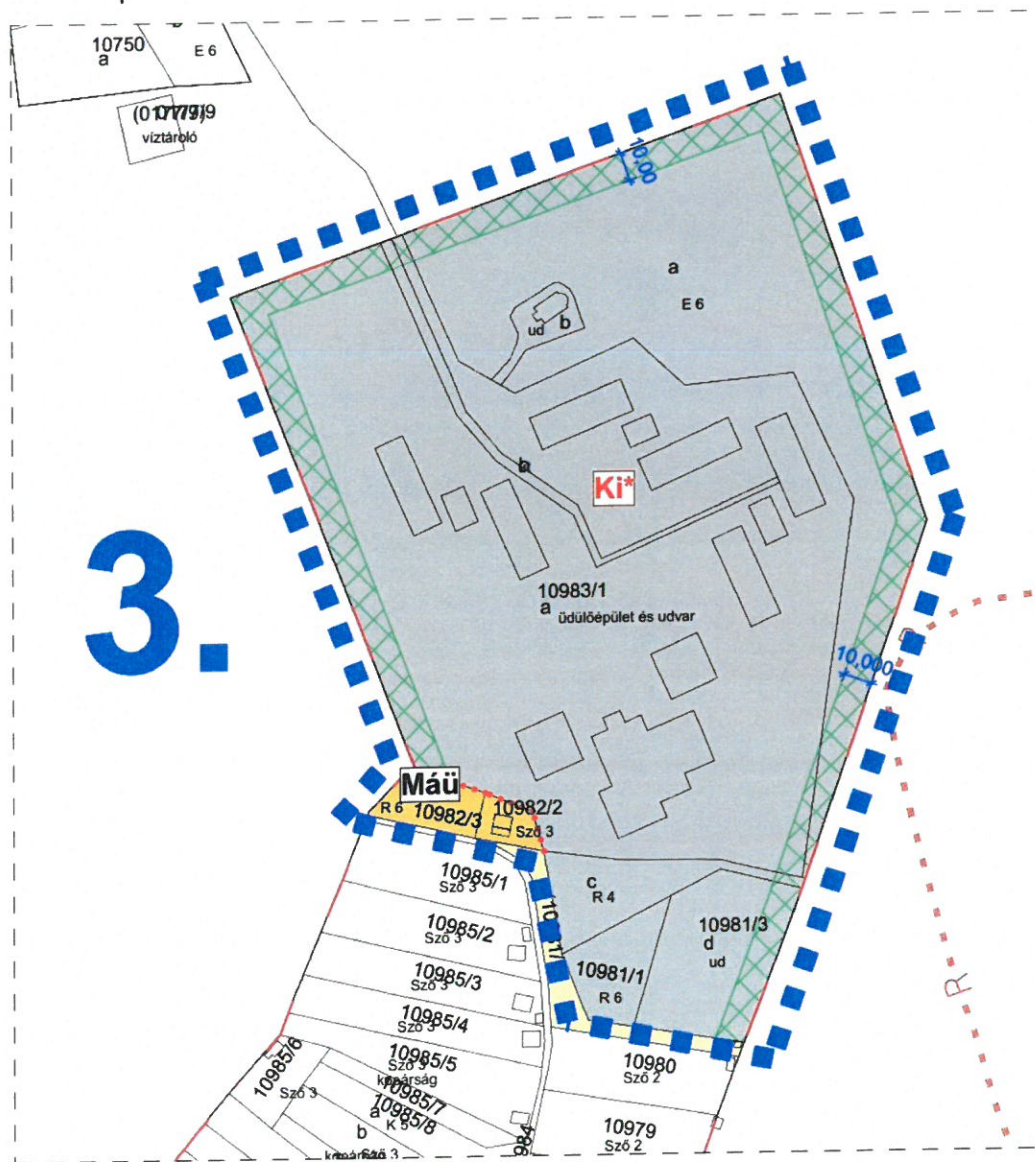 10750
a
E 6
víztároló
10,00
a
E 6
ud
b
b
Ki*
3.
10983/1
a
üdülőépület és udvar
10,000
Máü
R 6
10982/3
10982/2
Sző 3
10985/1
Sző 3
c
R 4
10981/3
d
ud
10985/2
Sző 3
10981/1
R 6
10985/3
Sző 3
10985/4
Sző 3
R
10985/5
Sző 3
10980
Sző 2
10985/6
Sző 3
10985/7
10985/8
a
K 5
b
10979
Sző 2
Sző 3
984